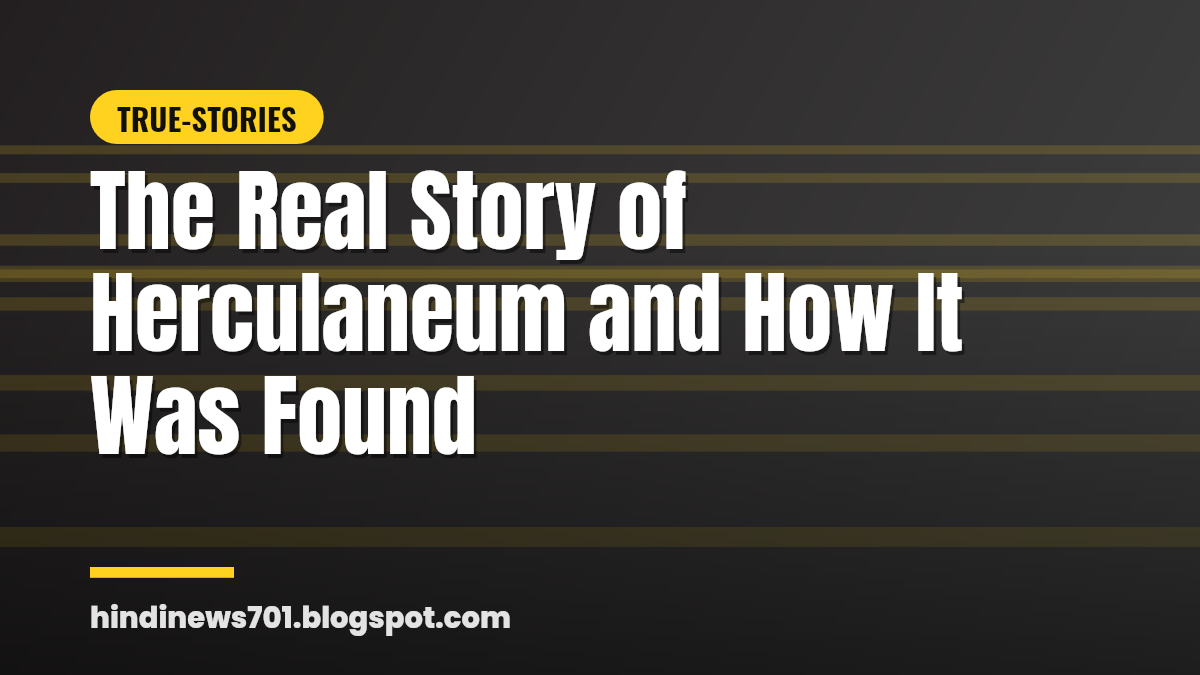 TRUE-STORIES
The Real Story of
Herculaneum and How It
Was Found
hindinews701.blogspot.com